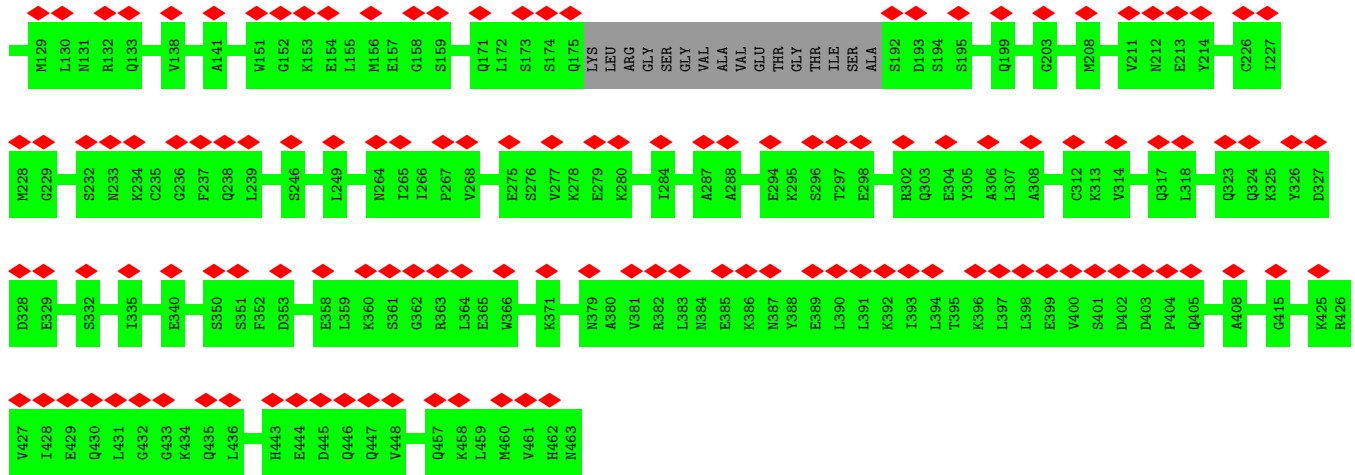 M129 L130 N131 R132 Q133 V138 A141 W151 G152 K153 E154 L155 M156 E157 G158 S159 Q171 L172 S173 S174 Q175 LYS LEU ARG GLY SER GLY VAL ALA VAL GLU THR GLY THR ILE SER ALA S192 D193 S194 S195 Q199 G203 M208 V211 N212 E213 Y214 C226 I227
M228 G229 S232 N233 K234 C235 G236 F237 Q238 L239 S246 L249 N264 I265 I266 P267 V268 E275 S276 V277 K278 E279 K280 I284 A287 A288 E294 K295 S296 T297 E298 R302 Q303 E304 Y305 A306 L307 A308 C312 K313 V314 Q317 L318 Q323 Q324 K325 Y326 D327
D328 E329 S332 I335 E340 S350 S351 F352 D353 E358 L359 K360 S361 G362 R363 L364 E365 W366 K371 N379 A380 V381 R382 L383 N384 E385 K386 N387 Y388 E389 L390 L391 K392 I393 L394 T395 K396 L397 L398 E399 V400 S401 D402 D403 P404 Q405 A408 G415 K425 R426
V427 I428 E429 Q430 L431 G432 G433 K434 Q435 L436 H443 E444 D445 Q446 Q447 V448 Q457 K458 L459 M460 V461 H462 N463